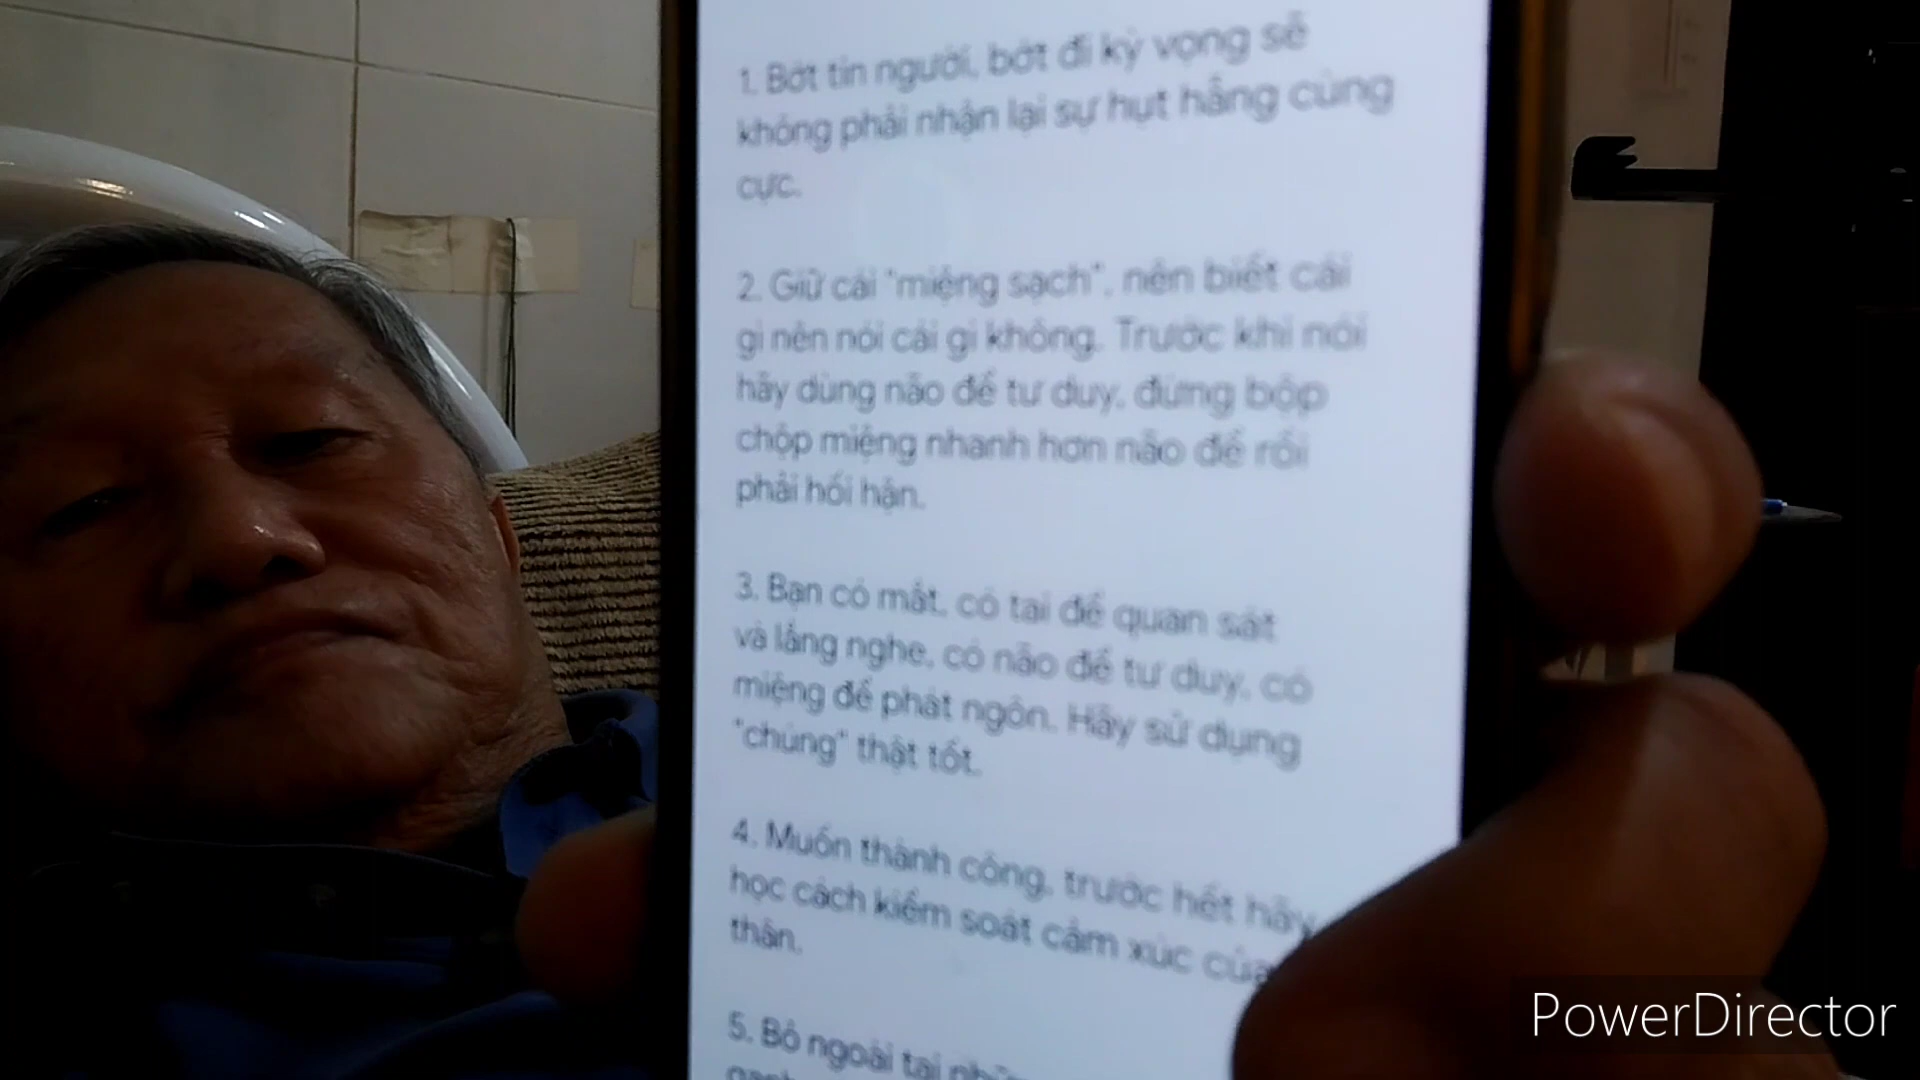 1. Bớt tin người, bớt đi kỳ vọng sẽ
không phải nhận lại sự hụt hẫng cùng
cực.
2. Giữ cái "miệng sạch", nên biết cái
gì nên nói cái gì không. Trước khi nói
hãy dùng não để tư duy, đừng bộp
chộp miệng nhanh hơn não để rồi
phải hối hận.
3. Bạn có mắt, có tai để quan sát
và lắng nghe, có não để tư duy, có
miệng để phát ngôn. Hãy sử dụng
"chúng" thật tốt.
4. Muốn thành công, trước hết hãy
học cách kiểm soát cảm xúc của
thân.
5. Bỏ ngoài tai
PowerDirector